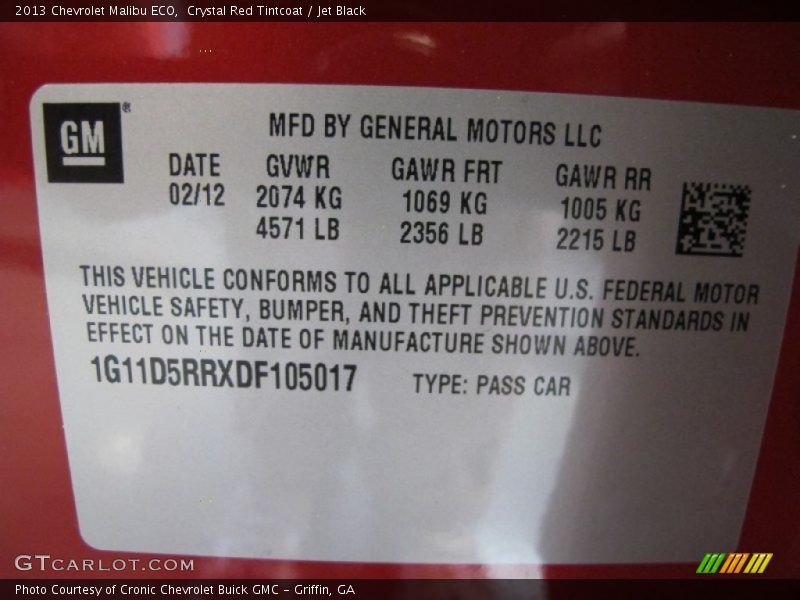 2013 Chevrolet Malibu ECO, Crystal Red Tintcoat / Jet Black
GM®
MFD BY GENERAL MOTORS LLC
DATE GVWR GAWR FRT GAWR RR
02/12 2074 KG 1069 KG 1005 KG
4571 LB 2356 LB 2215 LB
THIS VEHICLE CONFORMS TO ALL APPLICABLE U.S. FEDERAL MOTOR
VEHICLE SAFETY, BUMPER, AND THEFT PREVENTION STANDARDS IN
EFFECT ON THE DATE OF MANUFACTURE SHOWN ABOVE.
1G11D5RRXDF105017 TYPE: PASS CAR
GTCARLOT.COM
Photo Courtesy of Cronic Chevrolet Buick GMC – Griffin, GA